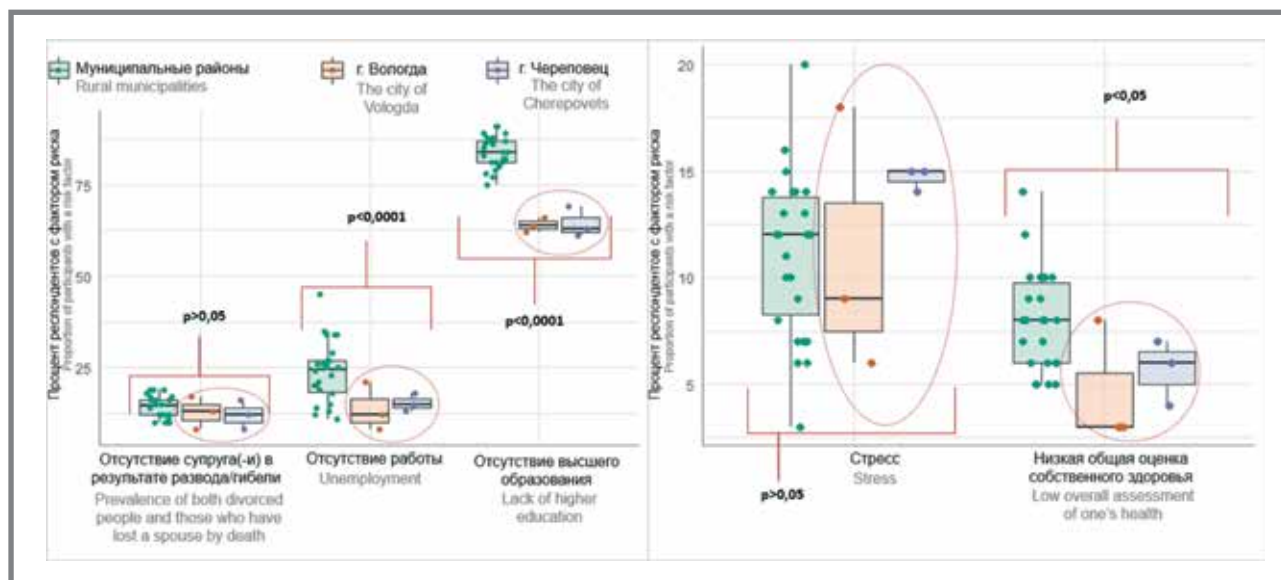 Муниципальные районы
Rural municipalities
г. Вологда
The city of
Vologda
г. Череповец
The city of
Cherepovets
Процент респондентов с фактором риска
Proportion of participants with a risk factor
75
50
25
p>0,05
p<0,0001
p<0,0001
Отсутствие супруга(-и) в
результате развода/гибели
Prevalence of both divorced
people and those who have
lost a spouse by death
Отсутствие работы
Unemployment
Отсутствие высшего
образования
Lack of higher
education
Процент респондентов с фактором риска
Proportion of participants with a risk factor
20
15
10
5
p<0,05
p>0,05
Стресс
Stress
Низкая общая оценка
собственного здоровья
Low overall assessment
of one's health